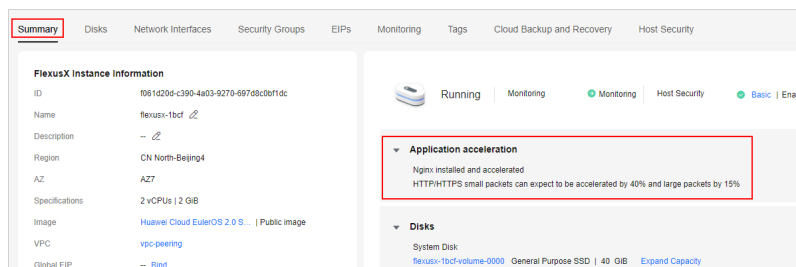 Summary Disks Network Interfaces Security Groups EIPs Monitoring Tags Cloud Backup and Recovery Host Security
FlexusX Instance Information
ID f061d20d-c390-4a03-9270-697d8c0bf1dc
Name flexusx-1bcf
Description --
Region CN North-Beijing4
AZ AZ7
Specifications 2 vCPUs | 2 GiB
Image Huawei Cloud EulerOS 2.0 S... | Public image
VPC vpc-peering
Global EIP -- Bind
Running Monitoring Monitoring Host Security Basic | Ena
Application acceleration
Nginx installed and accelerated
HTTP/HTTPS small packets can expect to be accelerated by 40% and large packets by 15%
Disks
System Disk
flexusx-1bcf-volume-0000 General Purpose SSD | 40 GiB Expand Capacity